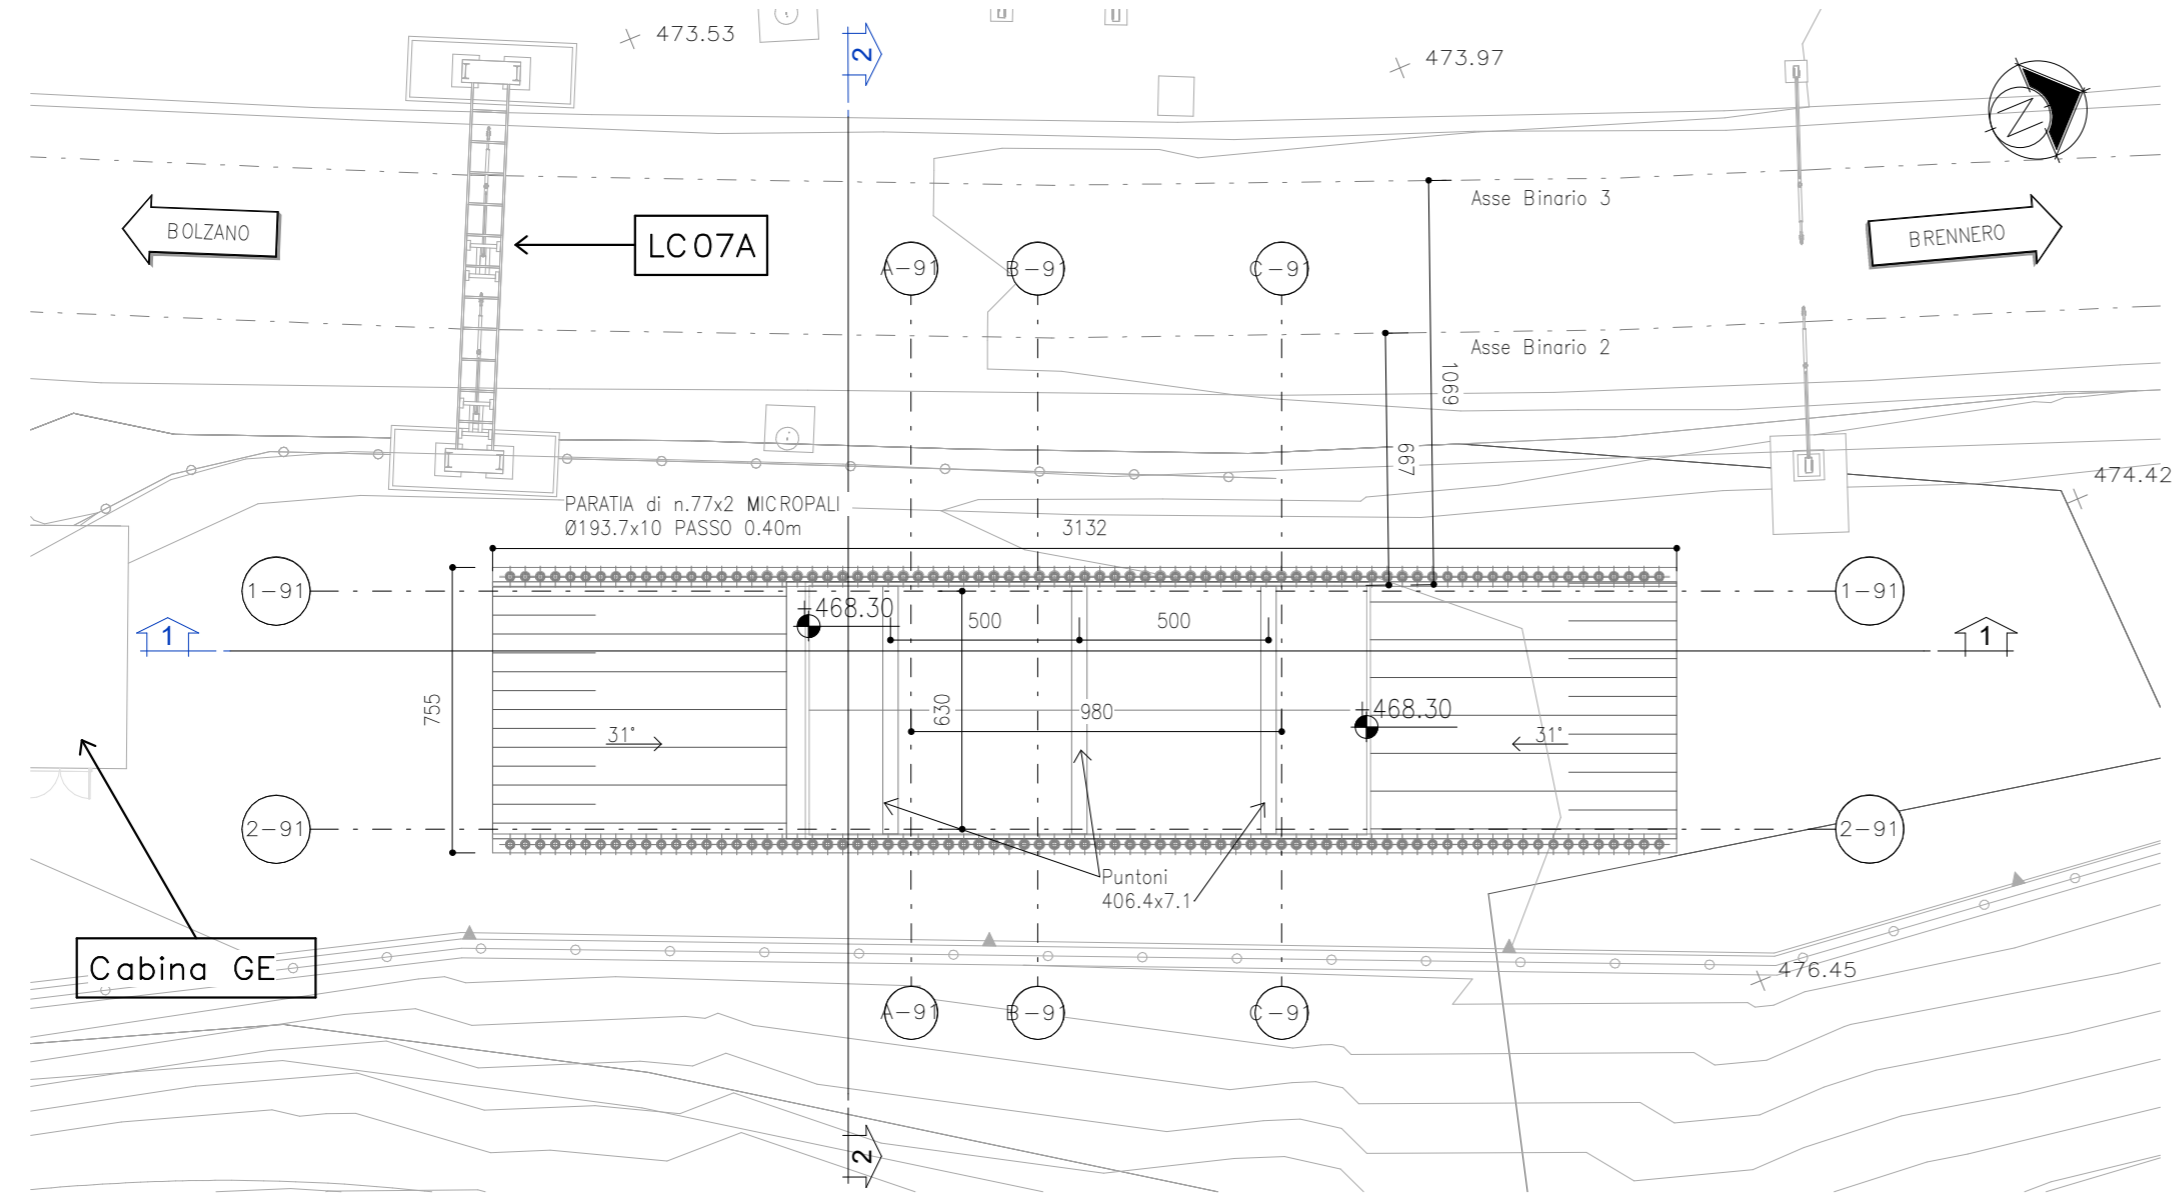 473.53
2
473.97
N
Asse Binario 3
BOLZANO
BRENNERO
LC07A
A-91
B-91
C-91
Asse Binario 2
1069
667
474.42
PARATIA di n.77x2 MICROPALI
Ø193.7x10 PASSO 0.40m
3132
1-91
1-91
+468.30
500
500
1
1
755
630
980
+468.30
31°
31°
2-91
2-91
Puntoni
406.4x7.1
Cabina GE
476.45
A-91
B-91
C-91
2